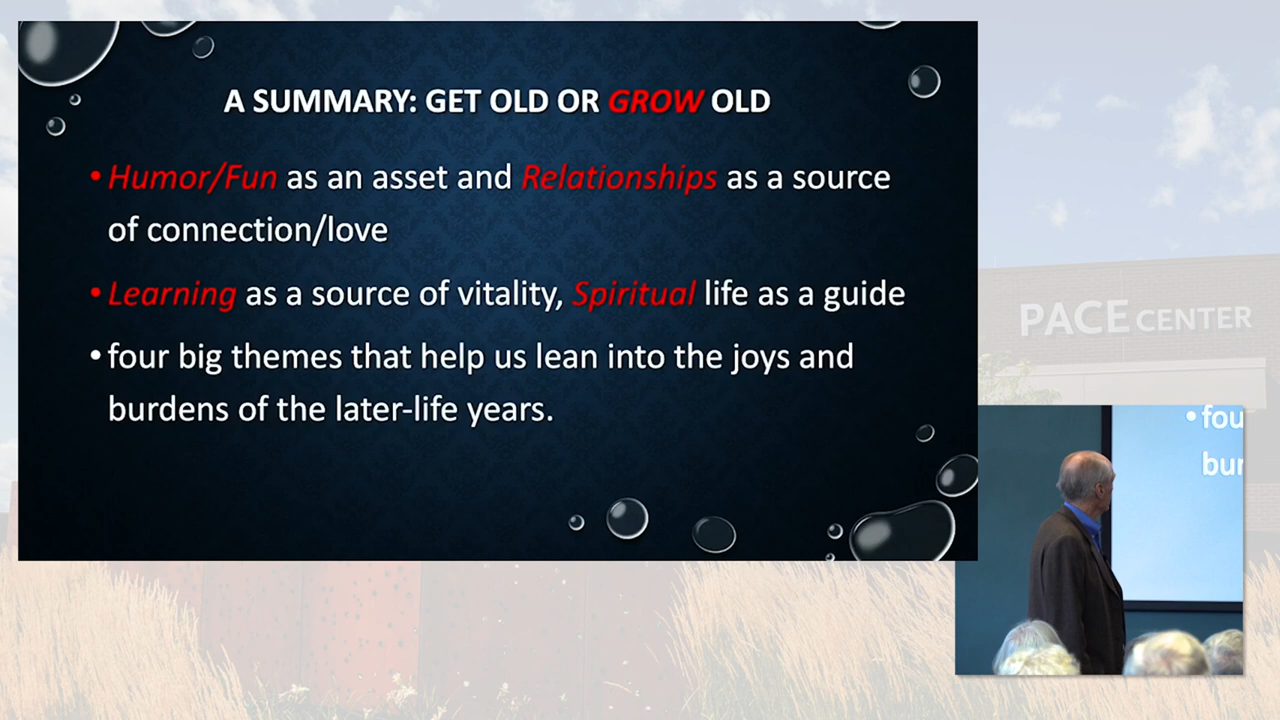 A SUMMARY: GET OLD OR GROW OLD
• Humor/Fun as an asset and Relationships as a source
of connection/love
• Learning as a source of vitality, Spiritual life as a guide
• four big themes that help us lean into the joys and
burdens of the later-life years.
PACE CENTER
• fou
bur